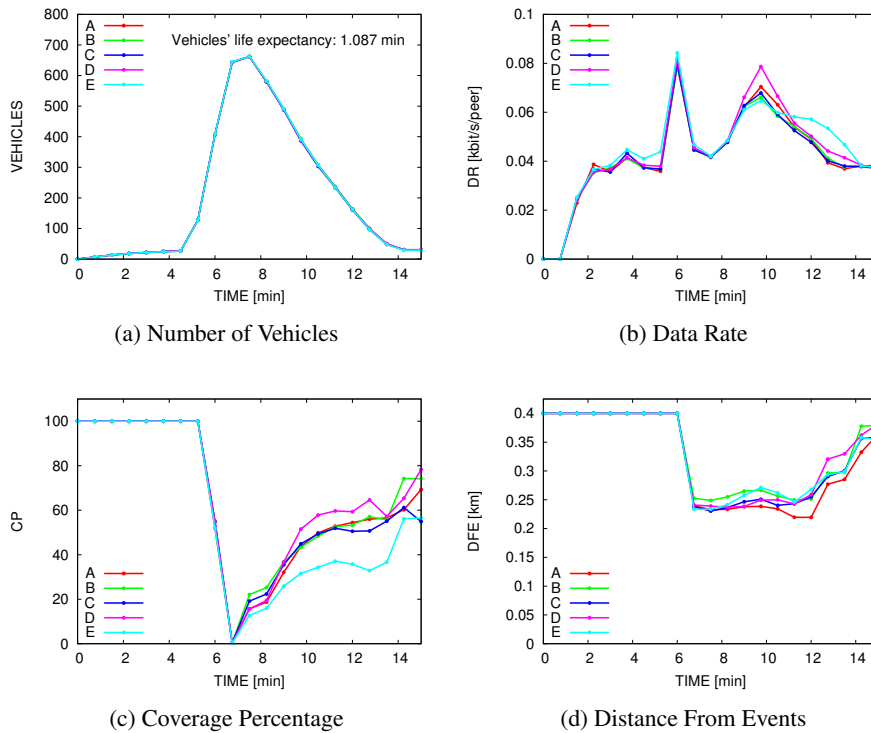 800
700
600
500
400
300
200
100
0
VEHICLES
A
B
C
D
E
Vehicles' life expectancy: 1.087 min
0 2 4 6 8 10 12 14
TIME [min]
(a) Number of Vehicles
0.1
0.08
0.06
0.04
0.02
0
DR [kbit/s/peer]
A
B
C
D
E
0 2 4 6 8 10 12 14
TIME [min]
(b) Data Rate
100
80
60
40
20
0
CP
A
B
C
D
E
0 2 4 6 8 10 12 14
TIME [min]
(c) Coverage Percentage
0.4
0.35
0.3
0.25
0.2
0.15
0.1
0.05
0
DFE [km]
A
B
C
D
E
0 2 4 6 8 10 12 14
TIME [min]
(d) Distance From Events